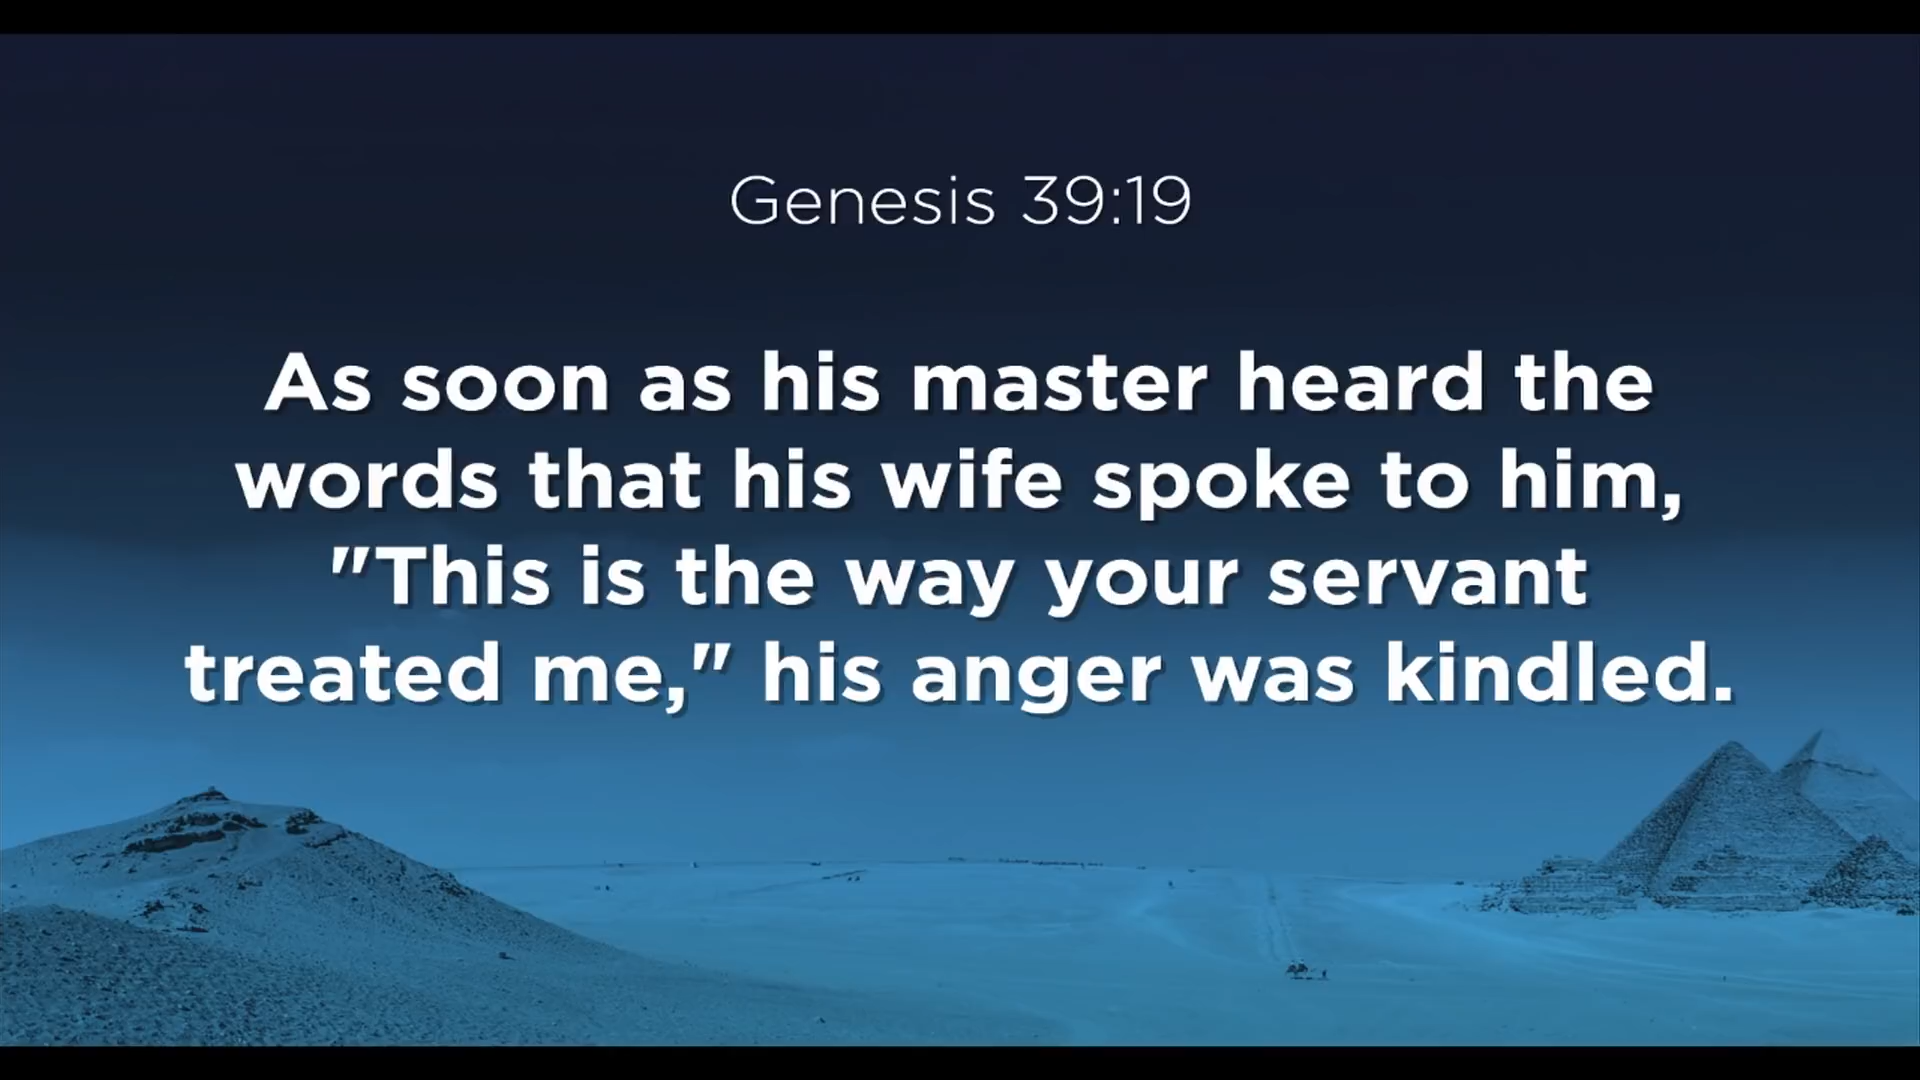 Genesis 39:19
As soon as his master heard the
words that his wife spoke to him,
"This is the way your servant
treated me," his anger was kindled.